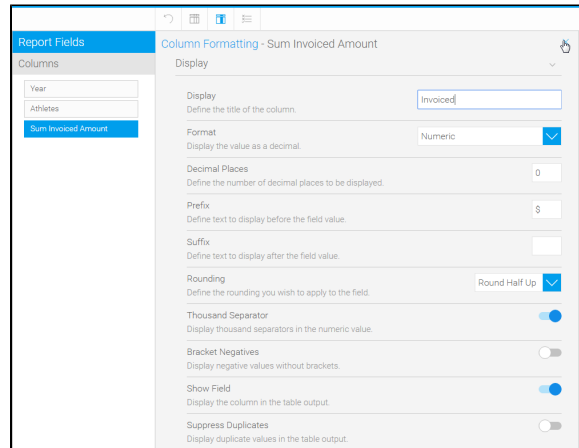 Report Fields
Column Formatting - Sum Invoiced Amount
Columns
Display
Year
Athletes
Sum Invoiced Amount
Display
Invoiced
Define the title of the column.
Format
Numeric
Display the value as a decimal.
Decimal Places
0
Define the number of decimal places to be displayed.
Prefix
$
Define text to display before the field value.
Suffix
Define text to display after the field value.
Rounding
Round Half Up
Define the rounding you wish to apply to the field.
Thousand Separator
Display thousand separators in the numeric value.
Bracket Negatives
Display negative values without brackets.
Show Field
Display the column in the table output.
Suppress Duplicates
Display duplicate values in the table output.